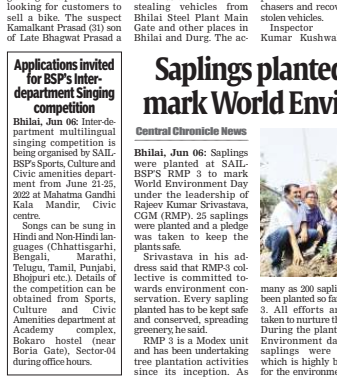 looking for customers to
sell a bike. The suspect
Kamalkant Prasad (31) son
of Late Bhagwat Prasad a
Applications invited
for BSP's Inter-
department Singing
competition
Bhilai, Jun 06: Inter-de-
partment multilingual
singing competition is
being organised by SAIL-
BSP's Sports, Culture and
Civic amenities depart-
ment from June 21-25,
2022 at Mahatma Gandhi
Kala Mandir, Civic
centre.
Songs can be sung in
Hindi and Non-Hindi lan-
guages (Chhattisgarhi,
Bengali, Marathi,
Telugu, Tamil, Punjabi,
Bhojpuri etc.). Details of
the competition can be
obtained from Sports,
Culture and Civic
Amenities department at
Academy complex,
Bokaro hostel (near
Boria Gate), Sector-04
during office hours.
stealing vehicles from
Bhilai Steel Plant Main
Gate and other places in
Bhilai and Durg. The ac-
chasers and reco
stolen vehicles.
Inspector
Kumar Kushwa
Saplings planted
mark World Envi
Central Chronicle News
Bhilai, Jun 06: Saplings
were planted at SAIL-
BSP'S RMP 3 to mark
World Environment Day
under the leadership of
Rajeev Kumar Srivastava,
CGM (RMP). 25 saplings
were planted and a pledge
was taken to keep the
plants safe.
Srivastava in his ad-
dress said that RMP-3 col-
lective is committed to-
wards environment con-
servation. Every sapling
planted has to be kept safe
and conserved, spreading
greenery, he said.
RMP 3 is a Modex unit
and has been undertaking
tree plantation activities
since its inception. As
many as 200 sapli
been planted so fa
3. All efforts a
taken to nurture t
During the plant
Environment da
saplings were
which is highly b
for the environme